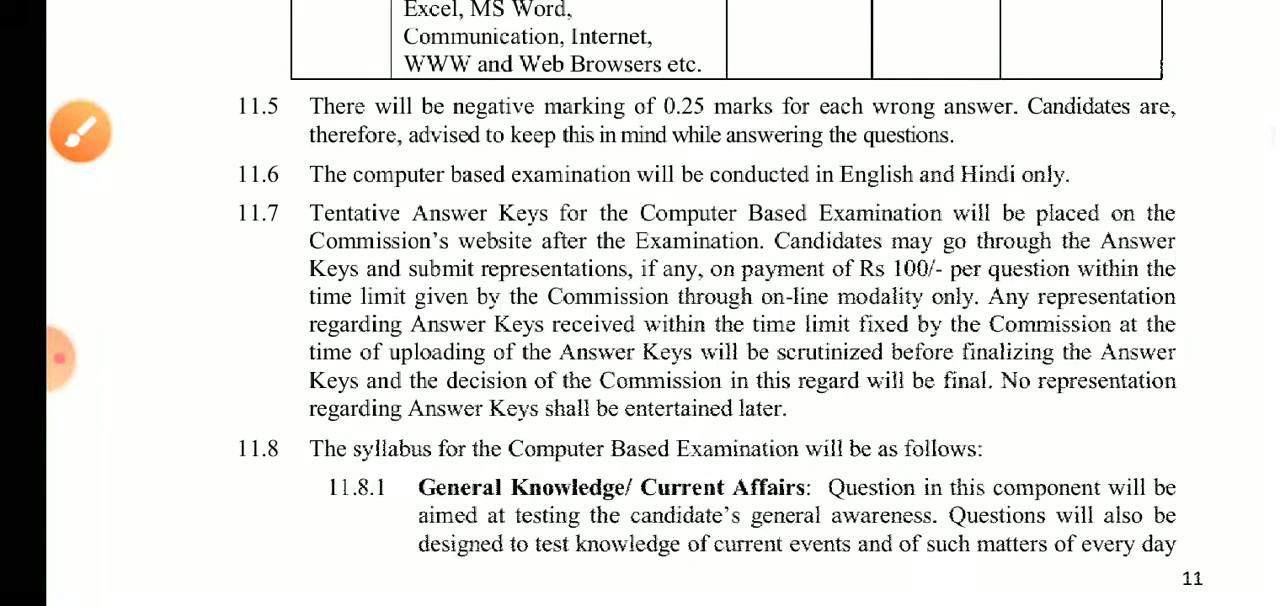 Excel, MS Word,
Communication, Internet,
WWW and Web Browsers etc.
11.5 There will be negative marking of 0.25 marks for each wrong answer. Candidates are,
therefore, advised to keep this in mind while answering the questions.
11.6 The computer based examination will be conducted in English and Hindi only.
11.7 Tentative Answer Keys for the Computer Based Examination will be placed on the
Commission's website after the Examination. Candidates may go through the Answer
Keys and submit representations, if any, on payment of Rs 100/- per question within the
time limit given by the Commission through on-line modality only. Any representation
regarding Answer Keys received within the time limit fixed by the Commission at the
time of uploading of the Answer Keys will be scrutinized before finalizing the Answer
Keys and the decision of the Commission in this regard will be final. No representation
regarding Answer Keys shall be entertained later.
11.8 The syllabus for the Computer Based Examination will be as follows:
11.8.1 General Knowledge/ Current Affairs: Question in this component will be
aimed at testing the candidate's general awareness. Questions will also be
designed to test knowledge of current events and of such matters of every day
11